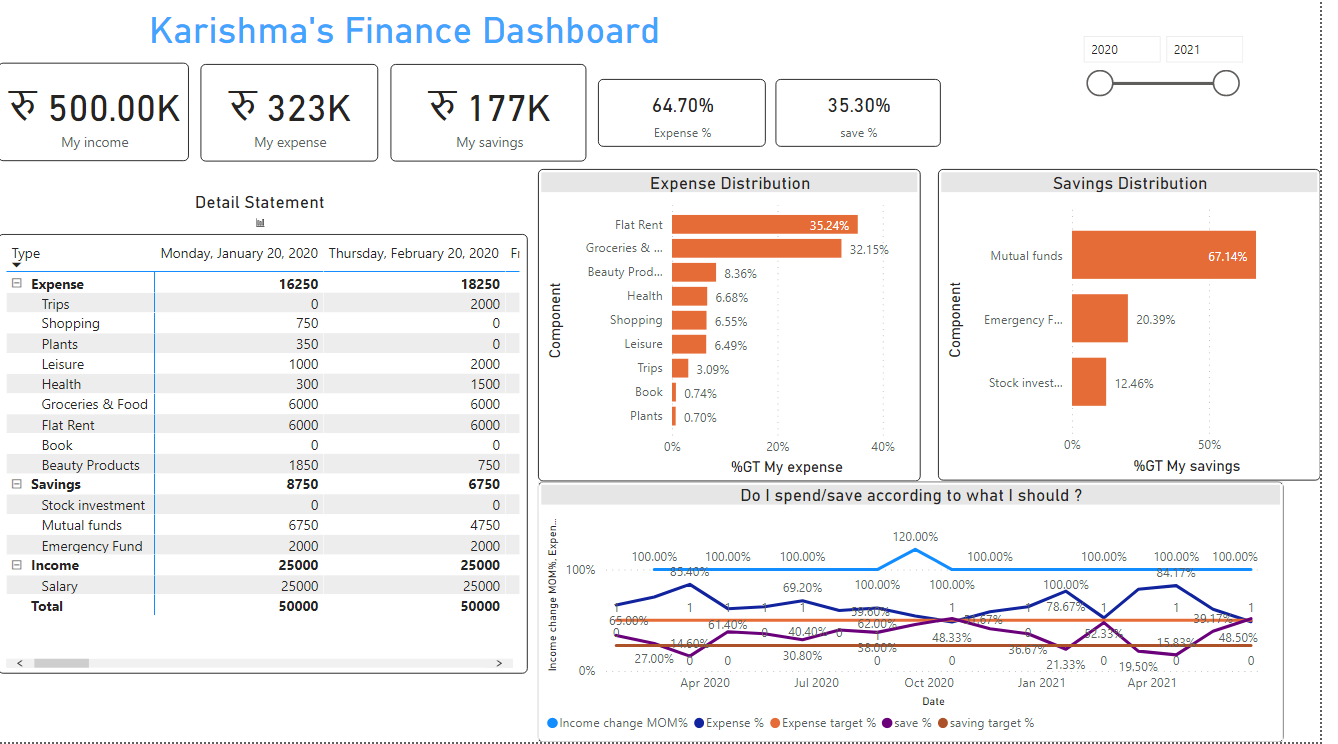 Karishma's Finance Dashboard
2020 2021
रु 500.00K
My income
रु 323K
My expense
रु 177K
My savings
64.70%
Expense %
35.30%
save %
Detail Statement
Type Monday, January 20, 2020 Thursday, February 20, 2020 Fr
Expense 16250 18250
Trips 0 2000
Shopping 750 0
Plants 350 0
Leisure 1000 2000
Health 300 1500
Groceries & Food 6000 6000
Flat Rent 6000 6000
Book 0 0
Beauty Products 1850 750
Savings 8750 6750
Stock investment 0 0
Mutual funds 6750 4750
Emergency Fund 2000 2000
Income 25000 25000
Salary 25000 25000
Total 50000 50000
Expense Distribution
Component
Flat Rent 35.24%
Groceries & ... 32.15%
Beauty Prod... 8.36%
Health 6.68%
Shopping 6.55%
Leisure 6.49%
Trips 3.09%
Book 0.74%
Plants 0.70%
0% 20% 40%
%GT My expense
Savings Distribution
Component
Mutual funds 67.14%
Emergency F... 20.39%
Stock invest... 12.46%
0% 50%
%GT My savings
Do I spend/save according to what I should ?
Income change MOM%, Expen...
120.00%
100.00% 100.00% 100.00% 100.00% 100.00% 100.00% 100.00%
100%
85.40% 84.17%
69.20% 100.00% 100.00% 100.00%
1 1 1 1 1 1 1 78.67%
65.00% 61.40% 59.60% 39.17%
62.00%
0 0 40.40% 0 48.33% 52.33% 48.50%
14.60% 38.00% 36.67% 15.83%
27.00% 0 0 30.80% 0 0 21.33% 0 19.50% 0 0
0%
Apr 2020 Jul 2020 Oct 2020 Jan 2021 Apr 2021
Date
Income change MOM% Expense % Expense target % save % saving target %